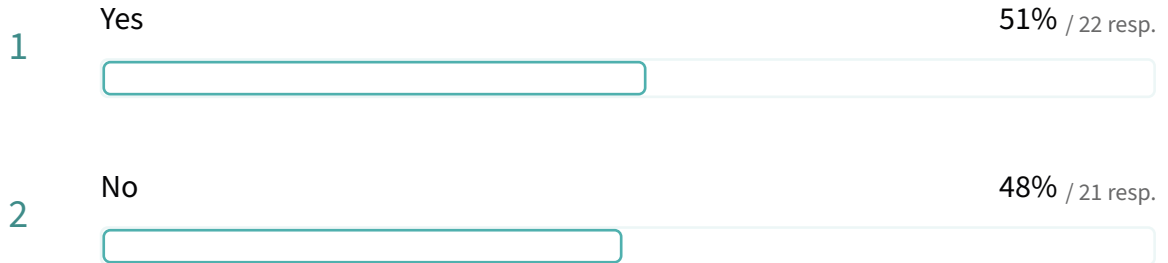 Yes 51% / 22 resp.
1
No 48% / 21 resp.
2